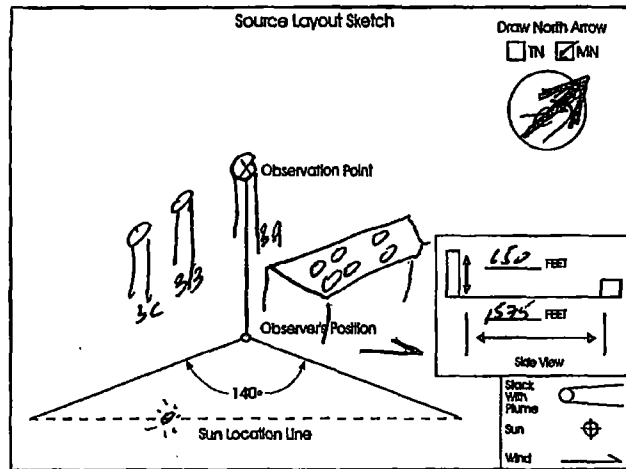 Source Layout Sketch
Draw North Arrow
TN MN
Observation Point
3A
3B
3C
150 FEET
Observer's Position
1575 FEET
Side View
140°
Sun Location Line
Stack
With
Plume
Sun
Wind